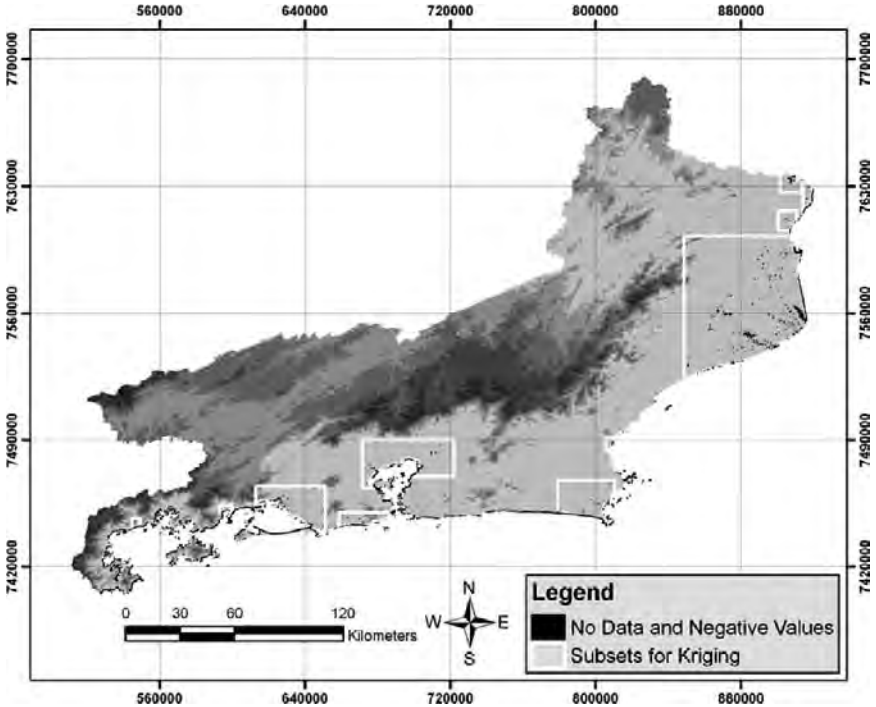 560000 640000 720000 800000 880000
7700000 7700000
7630000 7630000
7560000 7560000
7490000 7490000
7420000 7420000
N
W E
S
0 30 60 120
Kilometers
Legend
No Data and Negative Values
Subsets for Kriging
560000 640000 720000 800000 880000